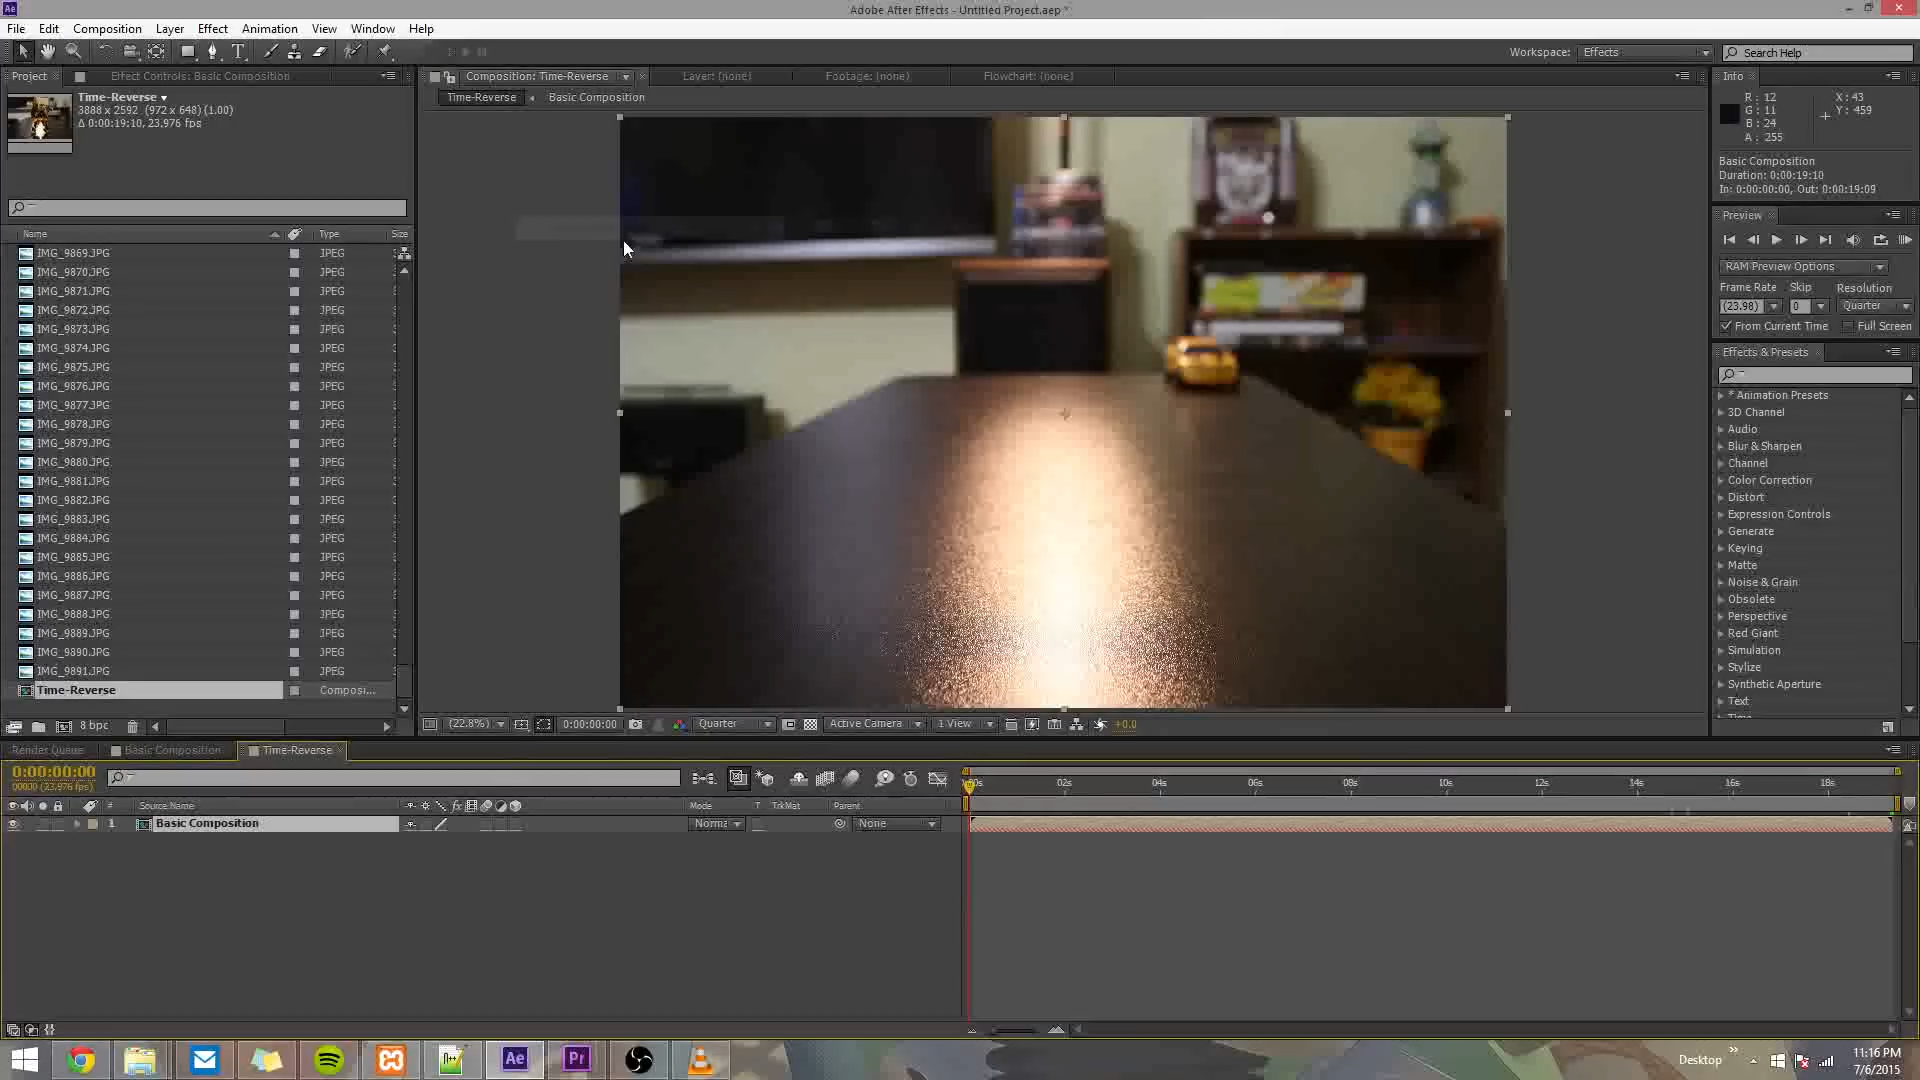 Adobe After Effects - Untitled Project.aep *
File Edit Composition Layer Effect Animation View Window Help
Workspace: Effects
Search Help
Project
Effect Controls: Basic Composition
Composition: Time-Reverse
Layer: (none)
Footage: (none)
Flowchart: (none)
Info
Time-Reverse
3888 x 2592 (972 x 648) (1.00)
Δ 0:00:19:10, 23.976 fps
Time-Reverse
Basic Composition
R: 12
G: 11
B: 24
A: 255
X: 43
Y: 459
Basic Composition
Duration: 0:00:19:10
In: 0:00:00:00, Out: 0:00:19:09
Preview
RAM Preview Options
Frame Rate Skip Resolution
(23.98) 0 Quarter
From Current Time Full Screen
Effects & Presets
* Animation Presets
3D Channel
Audio
Blur & Sharpen
Channel
Color Correction
Distort
Expression Controls
Generate
Keying
Matte
Noise & Grain
Obsolete
Perspective
Red Giant
Simulation
Stylize
Synthetic Aperture
Text
Time
Name Type Size
IMG_9869.JPG JPEG
IMG_9870.JPG JPEG
IMG_9871.JPG JPEG
IMG_9872.JPG JPEG
IMG_9873.JPG JPEG
IMG_9874.JPG JPEG
IMG_9875.JPG JPEG
IMG_9876.JPG JPEG
IMG_9877.JPG JPEG
IMG_9878.JPG JPEG
IMG_9879.JPG JPEG
IMG_9880.JPG JPEG
IMG_9881.JPG JPEG
IMG_9882.JPG JPEG
IMG_9883.JPG JPEG
IMG_9884.JPG JPEG
IMG_9885.JPG JPEG
IMG_9886.JPG JPEG
IMG_9887.JPG JPEG
IMG_9888.JPG JPEG
IMG_9889.JPG JPEG
IMG_9890.JPG JPEG
IMG_9891.JPG JPEG
Time-Reverse Composi...
8 bpc
(22.8%) 0:00:00:00 Quarter Active Camera 1 View +0.0
Render Queue
Basic Composition
Time-Reverse
0:00:00:00
00000 (23.976 fps)
02s 04s 06s 08s 10s 12s 14s 16s 18s
# Source Name fx Mode T TrkMat Parent
1 Basic Composition Norma None
Ae
Pr
Desktop
11:16 PM
7/6/2015